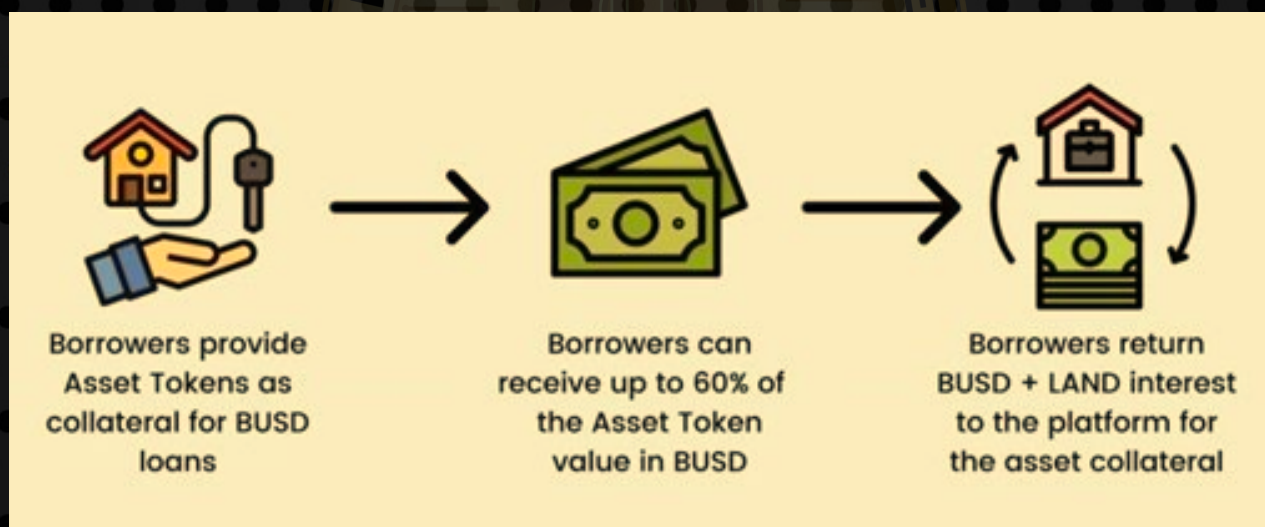 Borrowers provide
Asset Tokens as
collateral for BUSD
loans
Borrowers can
receive up to 60% of
the Asset Token
value in BUSD
Borrowers return
BUSD + LAND interest
to the platform for
the asset collateral